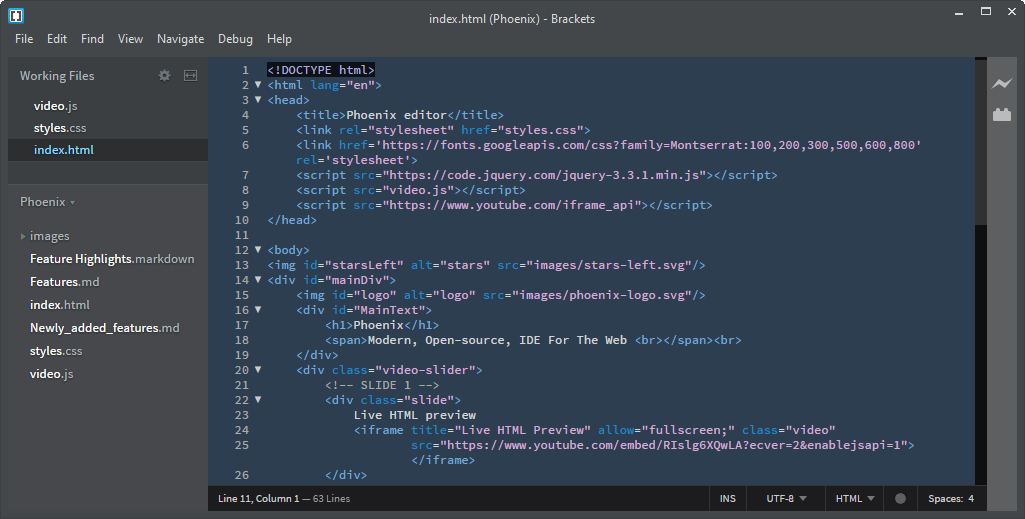 index.html (Phoenix) - Brackets
File Edit Find View Navigate Debug Help
Working Files
video.js
styles.css
index.html
Phoenix
images
Feature Highlights.markdown
Features.md
index.html
Newly_added_features.md
styles.css
video.js
1 <!DOCTYPE html>
2 <html lang="en">
3 <head>
4 <title>Phoenix editor</title>
5 <link rel="stylesheet" href="styles.css">
6 <link href='https://fonts.googleapis.com/css?family=Montserrat:100,200,300,500,600,800'
rel='stylesheet'>
7 <script src="https://code.jquery.com/jquery-3.3.1.min.js"></script>
8 <script src="video.js"></script>
9 <script src="https://www.youtube.com/iframe_api"></script>
10 </head>
11
12 <body>
13 <img id="starsLeft" alt="stars" src="images/stars-left.svg"/>
14 <div id="mainDiv">
15 <img id="logo" alt="logo" src="images/phoenix-logo.svg"/>
16 <div id="MainText">
17 <h1>Phoenix</h1>
18 <span>Modern, Open-source, IDE For The Web <br></span><br>
19 </div>
20 <div class="video-slider">
21 <!-- SLIDE 1 -->
22 <div class="slide">
23 Live HTML preview
24 <iframe title="Live HTML Preview" allow="fullscreen;" class="video"
25 src="https://www.youtube.com/embed/RIslg6XQwLA?ecver=2&enablejsapi=1">
</iframe>
26 </div>
Line 11, Column 1 — 63 Lines INS UTF-8 HTML Spaces: 4